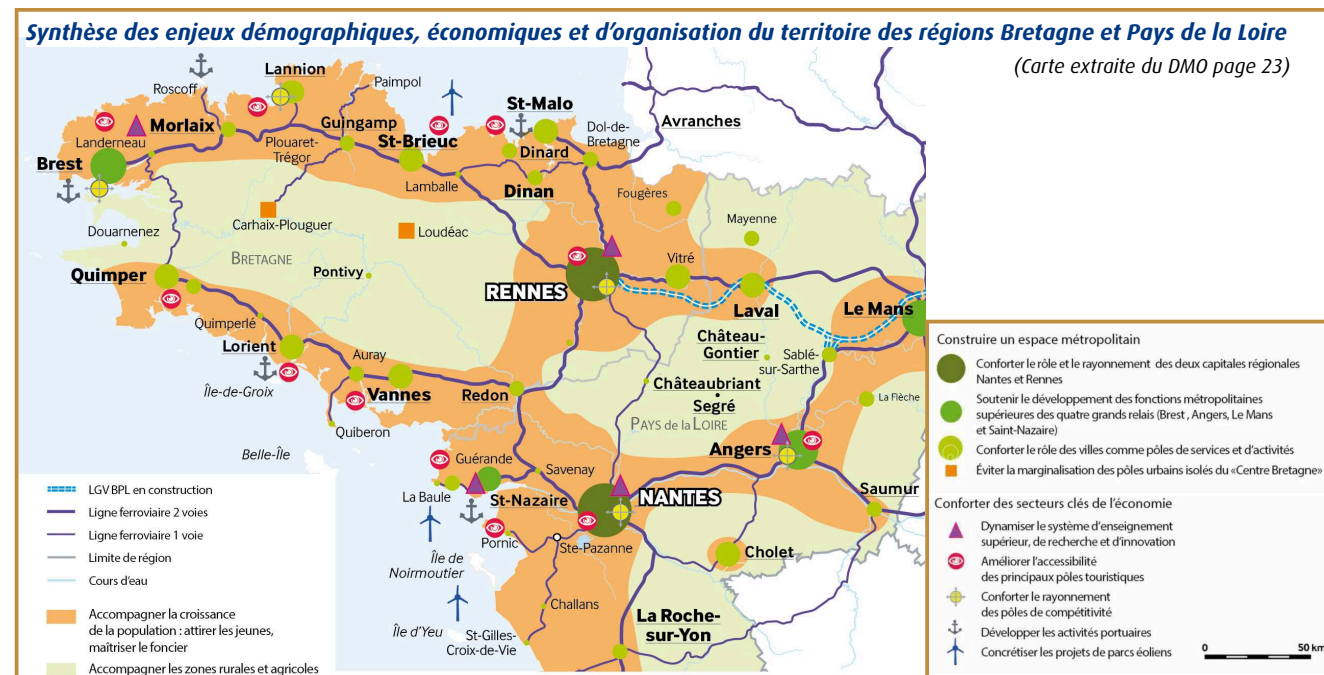 Synthèse des enjeux démographiques, économiques et d'organisation du territoire des régions Bretagne et Pays de la Loire
(Carte extraite du DMO page 23)
Lannion
Roscoff
Paimpol
St-Malo
Avranches
Morlaix
Guingamp
Dol-de-
Bretagne
Landerneau
Plouaret-
Trégor
St-Brieuc
Dinard
Brest
Lamballe
Dinan
Fougères
Carhaix-Plouguer
Loudéac
Mayenne
Douarnenez
BRETAGNE
Vitré
Quimper
Pontivy
RENNES
Laval
Le Mans
Quimperlé
Château-
Gontier
Sablé-
sur-Sarthe
Lorient
Auray
Île-de-Groix
Vannes
Redon
Châteaubriant
Segré
La Flèche
PAYS de la LOIRE
Quiberon
Belle-Île
Angers
Guérande
Savenay
La Baule
St-Nazaire
NANTES
Saumur
Pornic
Ste-Pazanne
Cholet
Île de
Noirmoutier
Challans
La Roche-
sur-Yon
Île d'Yeu
St-Gilles-
Croix-de-Vie
LGV BPL en construction
Ligne ferroviaire 2 voies
Ligne ferroviaire 1 voie
Limite de région
Cours d'eau
Accompagner la croissance
de la population : attirer les jeunes,
maîtriser le foncier
Accompagner les zones rurales et agricoles
Construire un espace métropolitain
Conforter le rôle et le rayonnement des deux capitales régionales
Nantes et Rennes
Soutenir le développement des fonctions métropolitaines
supérieures des quatre grands relais (Brest , Angers, Le Mans
et Saint-Nazaire)
Conforter le rôle des villes comme pôles de services et d'activités
Éviter la marginalisation des pôles urbains isolés du «Centre Bretagne»
Conforter des secteurs clés de l'économie
Dynamiser le système d'enseignement
supérieur, de recherche et d'innovation
Améliorer l'accessibilité
des principaux pôles touristiques
Conforter le rayonnement
des pôles de compétitivité
Développer les activités portuaires
Concrétiser les projets de parcs éoliens
0 50 km